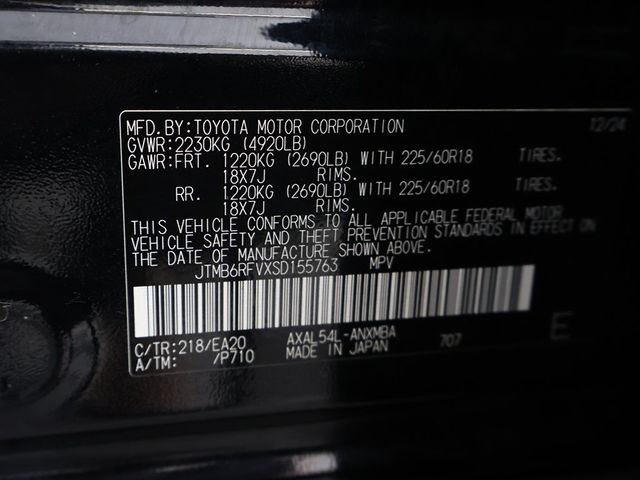 MFD.BY:TOYOTA MOTOR CORPORATION 12/24
GVWR:2230KG (4920LB)
GAWR:FRT. 1220KG (2690LB) WITH 225/60R18 TIRES.
18X7J RIMS.
RR. 1220KG (2690LB) WITH 225/60R18 TIRES.
18X7J RIMS.
THIS VEHICLE CONFORMS TO ALL APPLICABLE FEDERAL MOTOR
VEHICLE SAFETY AND THEFT PREVENTION STANDARDS IN EFFECT ON
THE DATE OF MANUFACTURE SHOWN ABOVE.
JTMB6RFVXSD155763 MPV
C/TR:218/EA20 AXAL54L-ANXMBA 707 E
A/TM: /P710 MADE IN JAPAN